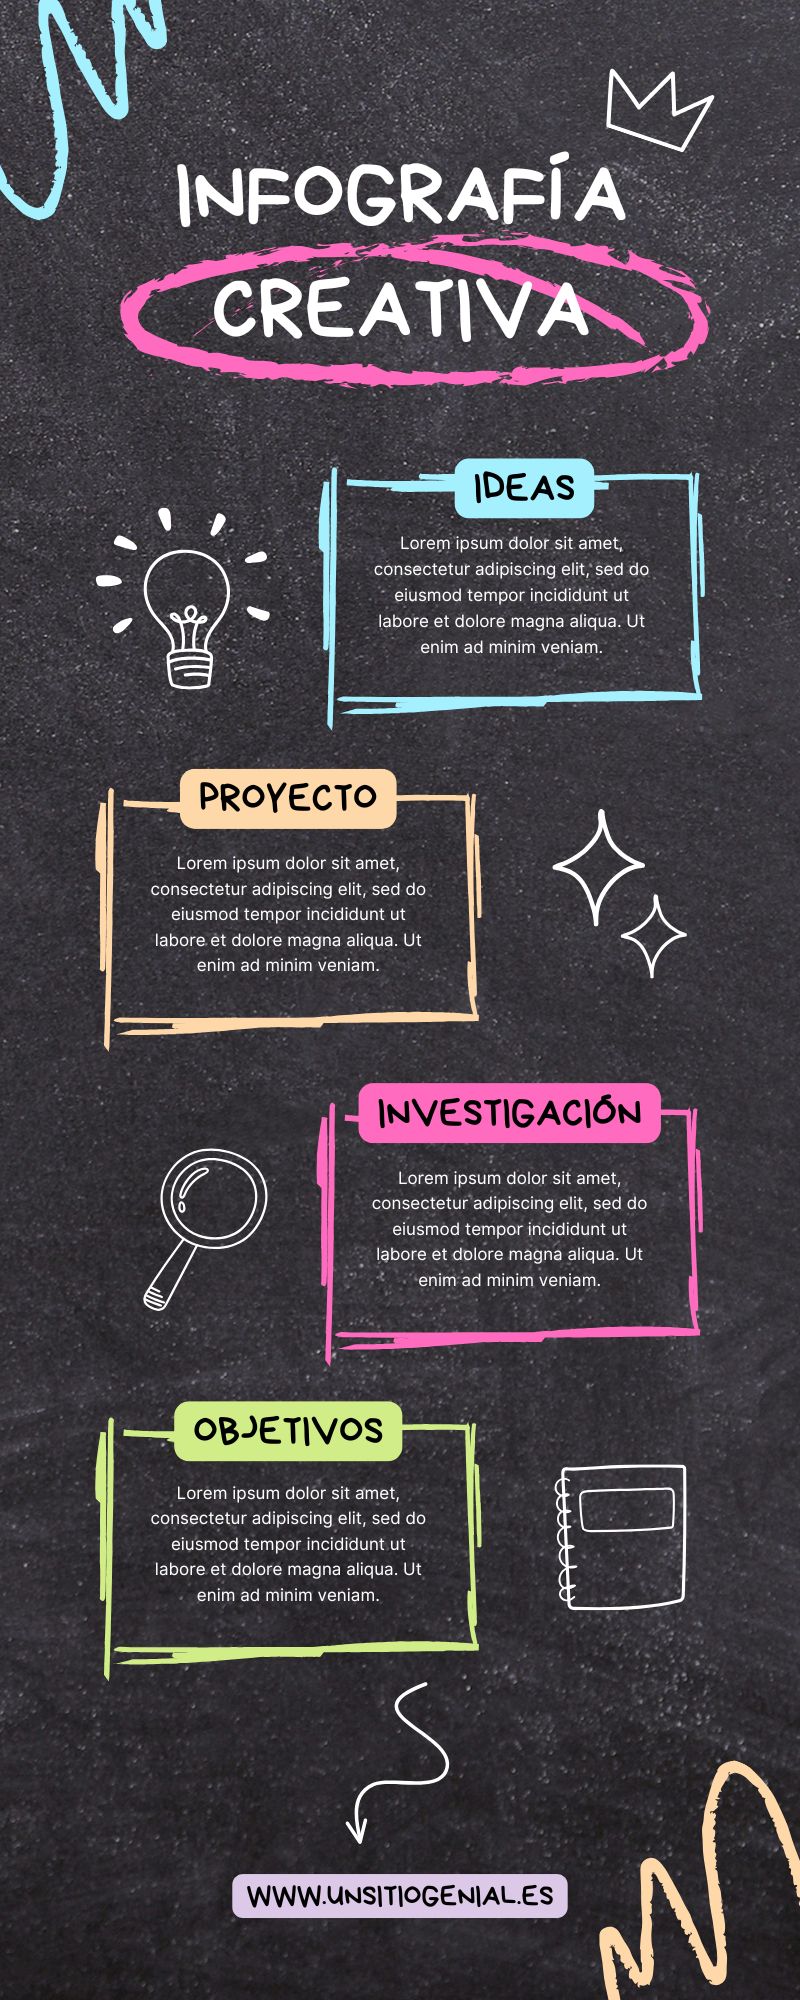 INFOGRAFÍA
CREATIVA
IDEAS
Lorem ipsum dolor sit amet,
consectetur adipiscing elit, sed do
eiusmod tempor incididunt ut
labore et dolore magna aliqua. Ut
enim ad minim veniam.
PROYECTO
Lorem ipsum dolor sit amet,
consectetur adipiscing elit, sed do
eiusmod tempor incididunt ut
labore et dolore magna aliqua. Ut
enim ad minim veniam.
INVESTIGACIÓN
Lorem ipsum dolor sit amet,
consectetur adipiscing elit, sed do
eiusmod tempor incididunt ut
labore et dolore magna aliqua. Ut
enim ad minim veniam.
OBJETIVOS
Lorem ipsum dolor sit amet,
consectetur adipiscing elit, sed do
eiusmod tempor incididunt ut
labore et dolore magna aliqua. Ut
enim ad minim veniam.
WWW.UNSITIOGENIAL.ES